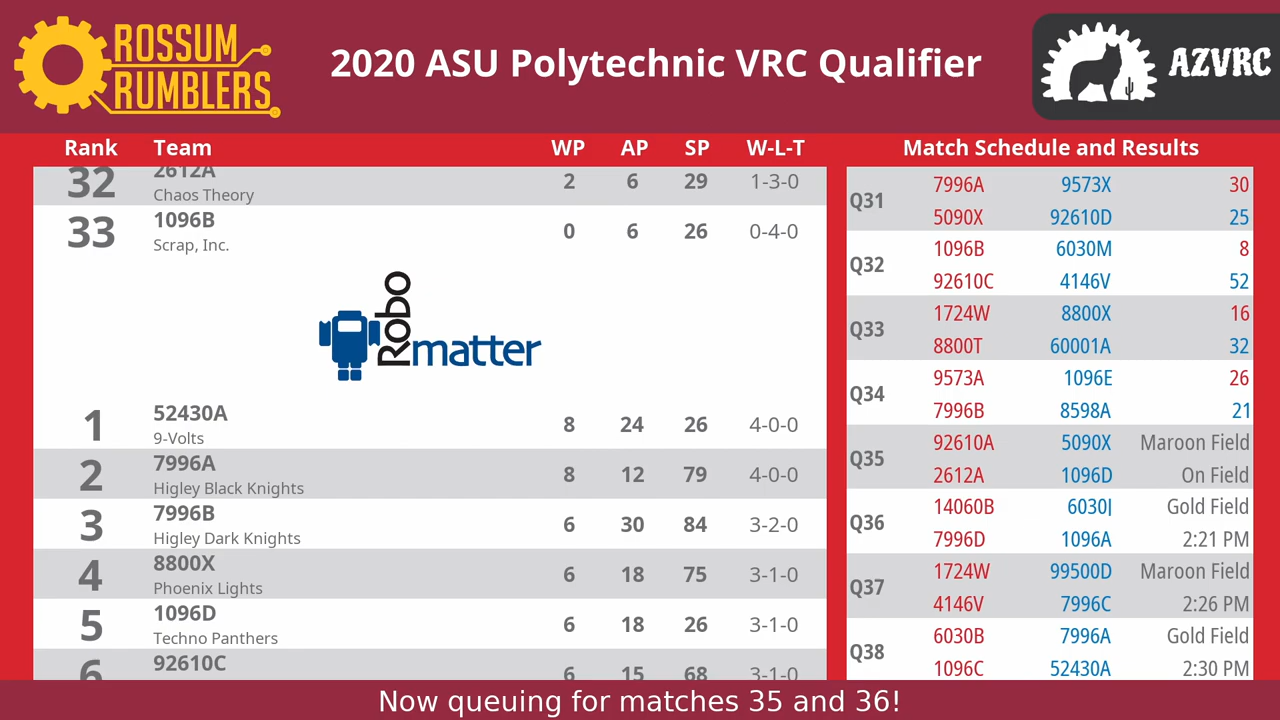 ROSSUM
RUMBLERS
2020 ASU Polytechnic VRC Qualifier
AZVRC
Rank Team WP AP SP W-L-T
32 2612A 2 6 29 1-3-0
Chaos Theory
33 1096B 0 6 26 0-4-0
Scrap, Inc.
Robo
matter
1 52430A 8 24 26 4-0-0
9-Volts
2 7996A 8 12 79 4-0-0
Higley Black Knights
3 7996B 6 30 84 3-2-0
Higley Dark Knights
4 8800X 6 18 75 3-1-0
Phoenix Lights
5 1096D 6 18 26 3-1-0
Techno Panthers
6 92610C 6 15 68 3-1-0
Match Schedule and Results
Q31 7996A 9573X 30
5090X 92610D 25
Q32 1096B 6030M 8
92610C 4146V 52
Q33 1724W 8800X 16
8800T 60001A 32
Q34 9573A 1096E 26
7996B 8598A 21
Q35 92610A 5090X Maroon Field
2612A 1096D On Field
Q36 14060B 6030J Gold Field
7996D 1096A 2:21 PM
Q37 1724W 99500D Maroon Field
4146V 7996C 2:26 PM
Q38 6030B 7996A Gold Field
1096C 52430A 2:30 PM
Now queuing for matches 35 and 36!